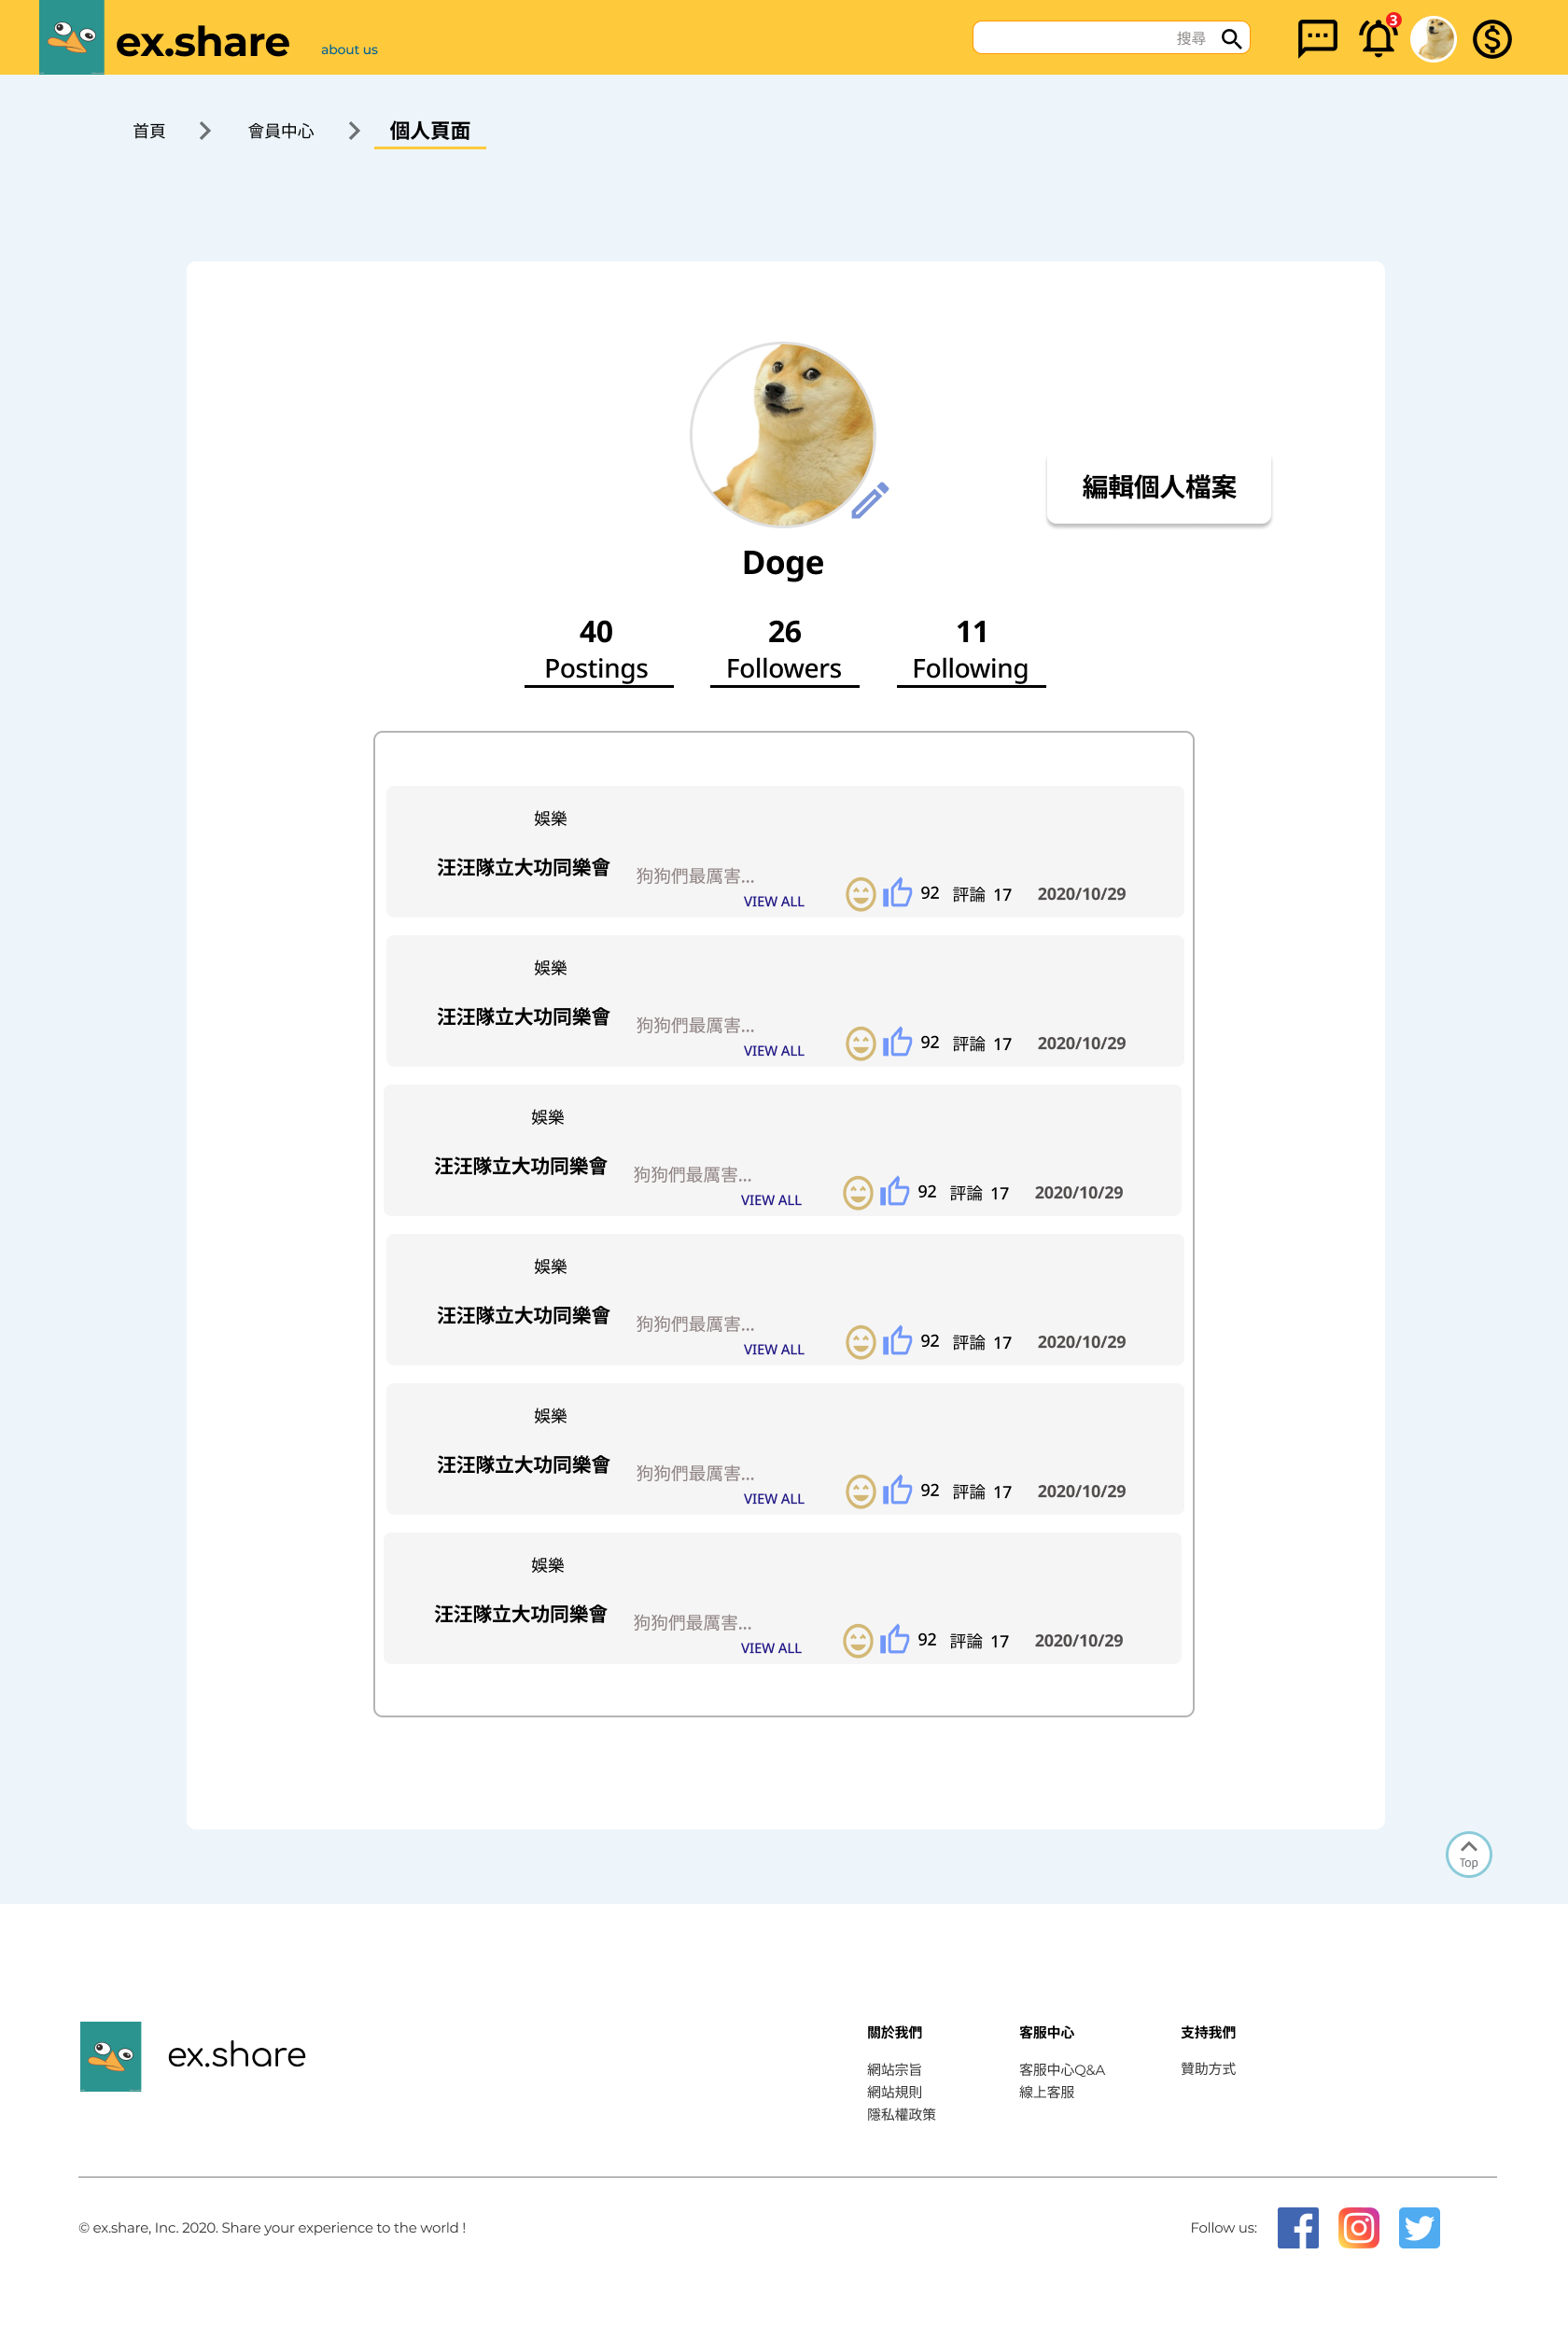 ex.share
about us
搜尋
3
首頁
會員中心
個人頁面
編輯個人檔案
Doge
40
26
11
Postings
Followers
Following
娛樂
汪汪隊立大功同樂會
狗狗們最厲害...
VIEW ALL
92
評論 17
2020/10/29
娛樂
汪汪隊立大功同樂會
狗狗們最厲害...
VIEW ALL
92
評論 17
2020/10/29
娛樂
汪汪隊立大功同樂會
狗狗們最厲害...
VIEW ALL
92
評論 17
2020/10/29
娛樂
汪汪隊立大功同樂會
狗狗們最厲害...
VIEW ALL
92
評論 17
2020/10/29
娛樂
汪汪隊立大功同樂會
狗狗們最厲害...
VIEW ALL
92
評論 17
2020/10/29
娛樂
汪汪隊立大功同樂會
狗狗們最厲害...
VIEW ALL
92
評論 17
2020/10/29
Top
ex.share
關於我們
網站宗旨
網站規則
隱私權政策
客服中心
客服中心Q&A
線上客服
支持我們
贊助方式
© ex.share, Inc. 2020. Share your experience to the world !
Follow us: